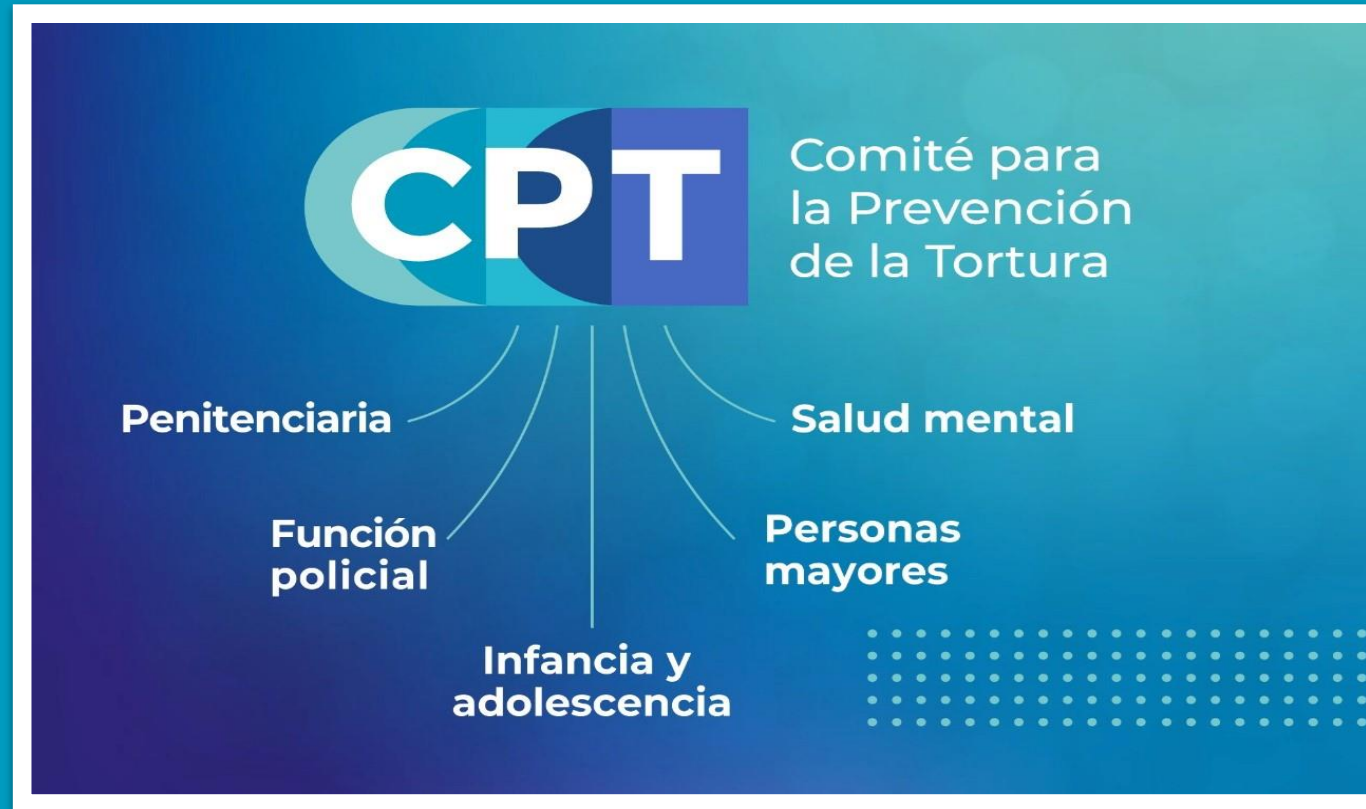 CPT
Comité para
la Prevención
de la Tortura
Penitenciaria
Salud mental
Función
policial
Personas
mayores
Infancia y
adolescencia